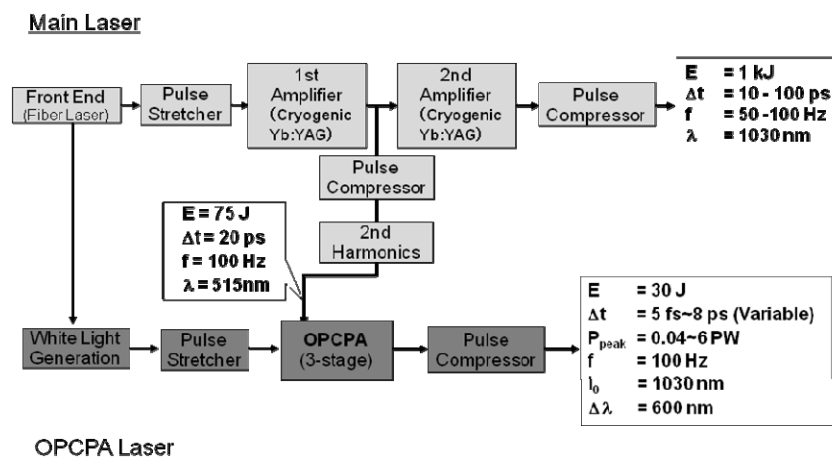 Main Laser
Front End
(Fiber Laser)
Pulse
Stretcher
1st
Amplifier
(Cryogenic
Yb:YAG)
2nd
Amplifier
(Cryogenic
Yb:YAG)
Pulse
Compressor
E = 1 kJ
Δt = 10 - 100 ps
f = 50 -100 Hz
λ = 1030 nm
Pulse
Compressor
2nd
Harmonics
E = 75 J
Δt = 20 ps
f = 100 Hz
λ = 515nm
White Light
Generation
Pulse
Stretcher
OPCPA
(3-stage)
Pulse
Compressor
E = 30 J
Δt = 5 fs~8 ps (Variable)
Ppeak = 0.04~6 PW
f = 100 Hz
l0 = 1030 nm
Δλ = 600 nm
OPCPA Laser